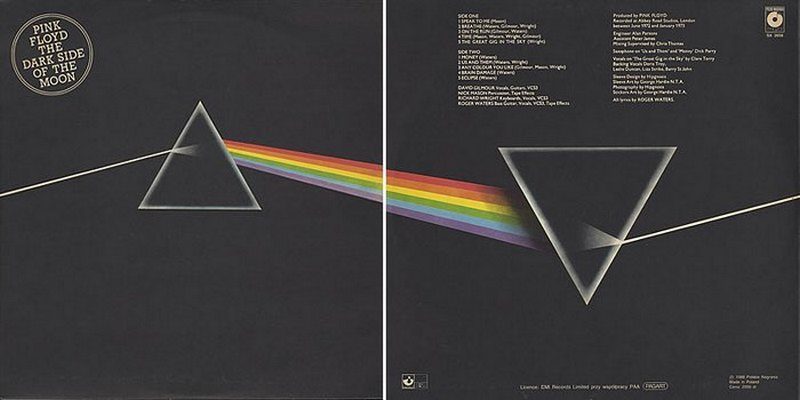 PINK
FLOYD
THE
DARK SIDE
OF THE
MOON
SIDE ONE
1 SPEAK TO ME (Mason)
2 BREATHE (Waters, Gilmour, Wright)
3 ON THE RUN (Gilmour, Waters)
4 TIME (Mason, Waters, Wright, Gilmour)
5 THE GREAT GIG IN THE SKY (Wright)
SIDE TWO
1 MONEY (Waters)
2 US AND THEM (Waters, Wright)
3 ANY COLOUR YOU LIKE (Gilmour, Mason, Wright)
4 BRAIN DAMAGE (Waters)
5 ECLIPSE (Waters)
DAVID GILMOUR Vocals, Guitars, VCS3
NICK MASON Percussion, Tape Effects
RICHARD WRIGHT Keyboards, Vocals, VCS3
ROGER WATERS Bass Guitar, Vocals, VCS3, Tape Effects
Produced by PINK FLOYD
Recorded at Abbey Road Studios, London
between June 1972 and January 1973
Engineer Alan Parsons
Assistant Peter James
Mixing Supervised by Chris Thomas
Saxophone on 'Us and Them' and 'Money' Dick Parry
Vocals on 'The Great Gig in the Sky' by Clare Torry
Backing Vocals Doris Troy,
Leslie Duncan, Liza Strike, Barry St John
Sleeve Design by Hipgnosis
Sleeve Art by George Hardie N.T.A.
Photography by Hipgnosis
Stickers Art by George Hardie N.T.A.
All lyrics by ROGER WATERS.
Licence: EMI Records Limited przy współpracy PAA PAGART
Made in Poland